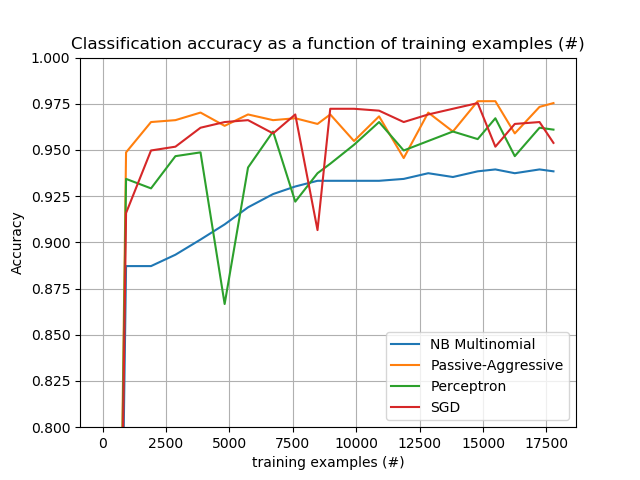 Classification accuracy as a function of training examples (#)
1.000
0.975
0.950
0.925
0.900
0.875
0.850
0.825
0.800
Accuracy
NB Multinomial
Passive-Aggressive
Perceptron
SGD
0 2500 5000 7500 10000 12500 15000 17500
training examples (#)